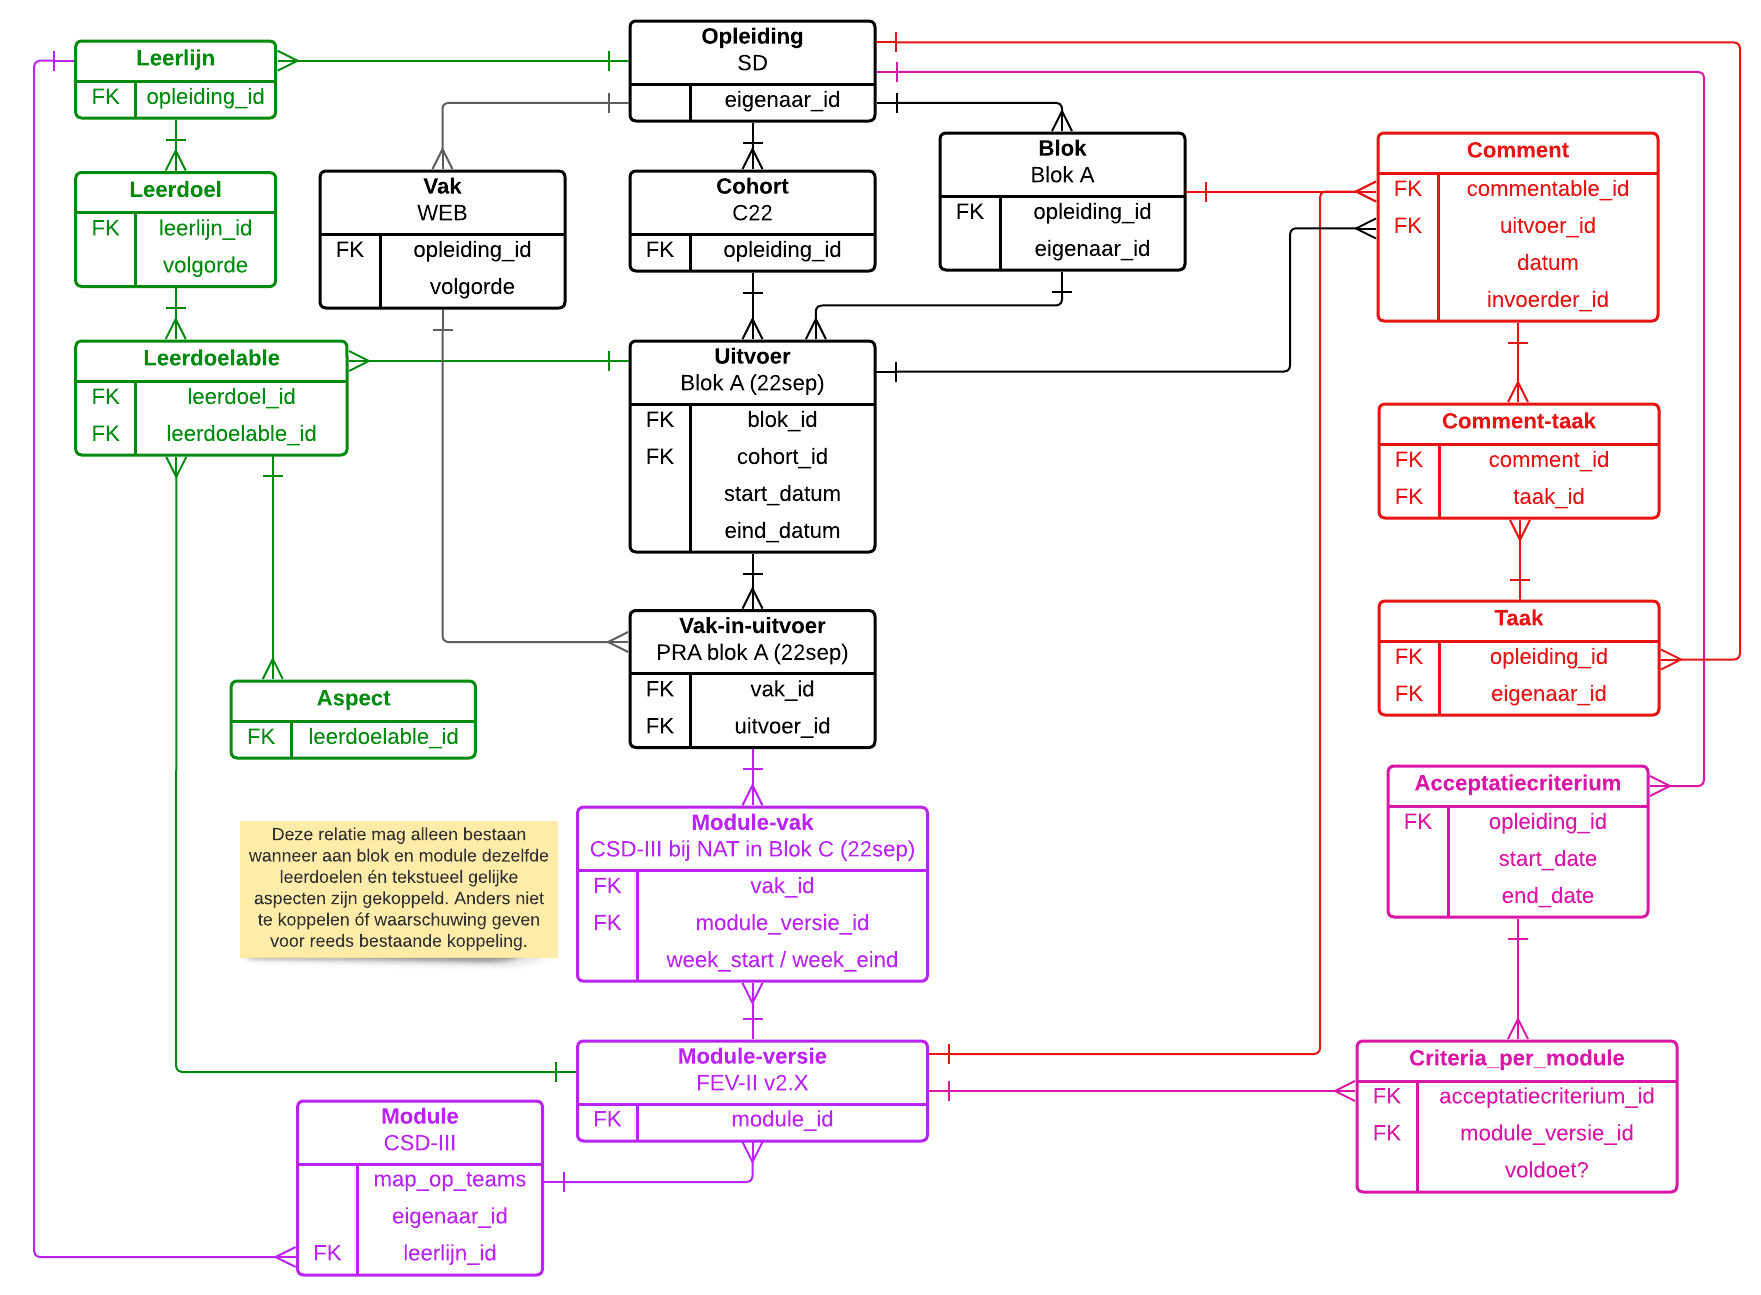 Leerlijn
FK opleiding_id
Leerdoel
FK leerlijn_id
volgorde
Leerdoelable
FK leerdoel_id
FK leerdoelable_id
Aspect
FK leerdoelable_id
Vak
WEB
FK opleiding_id
volgorde
Opleiding
SD
eigenaar_id
Cohort
C22
FK opleiding_id
Blok
Blok A
FK opleiding_id
eigenaar_id
Uitvoer
Blok A (22sep)
FK blok_id
FK cohort_id
start_datum
eind_datum
Vak-in-uitvoer
PRA blok A (22sep)
FK vak_id
FK uitvoer_id
Deze relatie mag alleen bestaan
wanneer aan blok en module dezelfde
leerdoelen én tekstueel gelijke
aspecten zijn gekoppeld. Anders niet
te koppelen óf waarschuwing geven
voor reeds bestaande koppeling.
Module-vak
CSD-III bij NAT in Blok C (22sep)
FK vak_id
FK module_versie_id
week_start / week_eind
Module-versie
FEV-II v2.X
FK module_id
Module
CSD-III
map_op_teams
eigenaar_id
FK leerlijn_id
Comment
FK commentable_id
FK uitvoer_id
datum
invoerder_id
Comment-taak
FK comment_id
FK taak_id
Taak
FK opleiding_id
FK eigenaar_id
Acceptatiecriterium
FK opleiding_id
start_date
end_date
Criteria_per_module
FK acceptatiecriterium_id
FK module_versie_id
voldoet?